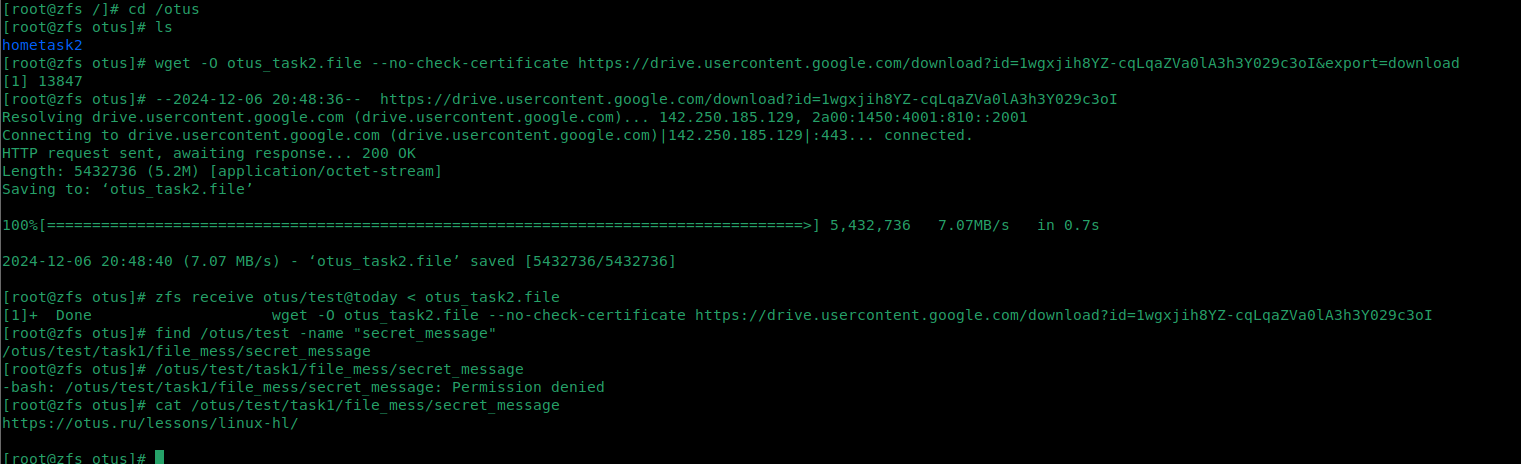 [root@zfs /]# cd /otus
[root@zfs otus]# ls
hometask2
[root@zfs otus]# wget -O otus_task2.file --no-check-certificate https://drive.usercontent.google.com/download?id=1wgxjih8YZ-cqLqaZVa0lA3h3Y029c3oI&export=download
[1] 13847
[root@zfs otus]# --2024-12-06 20:48:36--  https://drive.usercontent.google.com/download?id=1wgxjih8YZ-cqLqaZVa0lA3h3Y029c3oI
Resolving drive.usercontent.google.com (drive.usercontent.google.com)... 142.250.185.129, 2a00:1450:4001:810::2001
Connecting to drive.usercontent.google.com (drive.usercontent.google.com)|142.250.185.129|:443... connected.
HTTP request sent, awaiting response... 200 OK
Length: 5432736 (5.2M) [application/octet-stream]
Saving to: ‘otus_task2.file’
100%[====================================================================================>] 5,432,736   7.07MB/s   in 0.7s
2024-12-06 20:48:40 (7.07 MB/s) - ‘otus_task2.file’ saved [5432736/5432736]
[root@zfs otus]# zfs receive otus/test@today < otus_task2.file
[1]+  Done                    wget -O otus_task2.file --no-check-certificate https://drive.usercontent.google.com/download?id=1wgxjih8YZ-cqLqaZVa0lA3h3Y029c3oI
[root@zfs otus]# find /otus/test -name "secret_message"
/otus/test/task1/file_mess/secret_message
[root@zfs otus]# /otus/test/task1/file_mess/secret_message
-bash: /otus/test/task1/file_mess/secret_message: Permission denied
[root@zfs otus]# cat /otus/test/task1/file_mess/secret_message
https://otus.ru/lessons/linux-hl/
[root@zfs otus]#